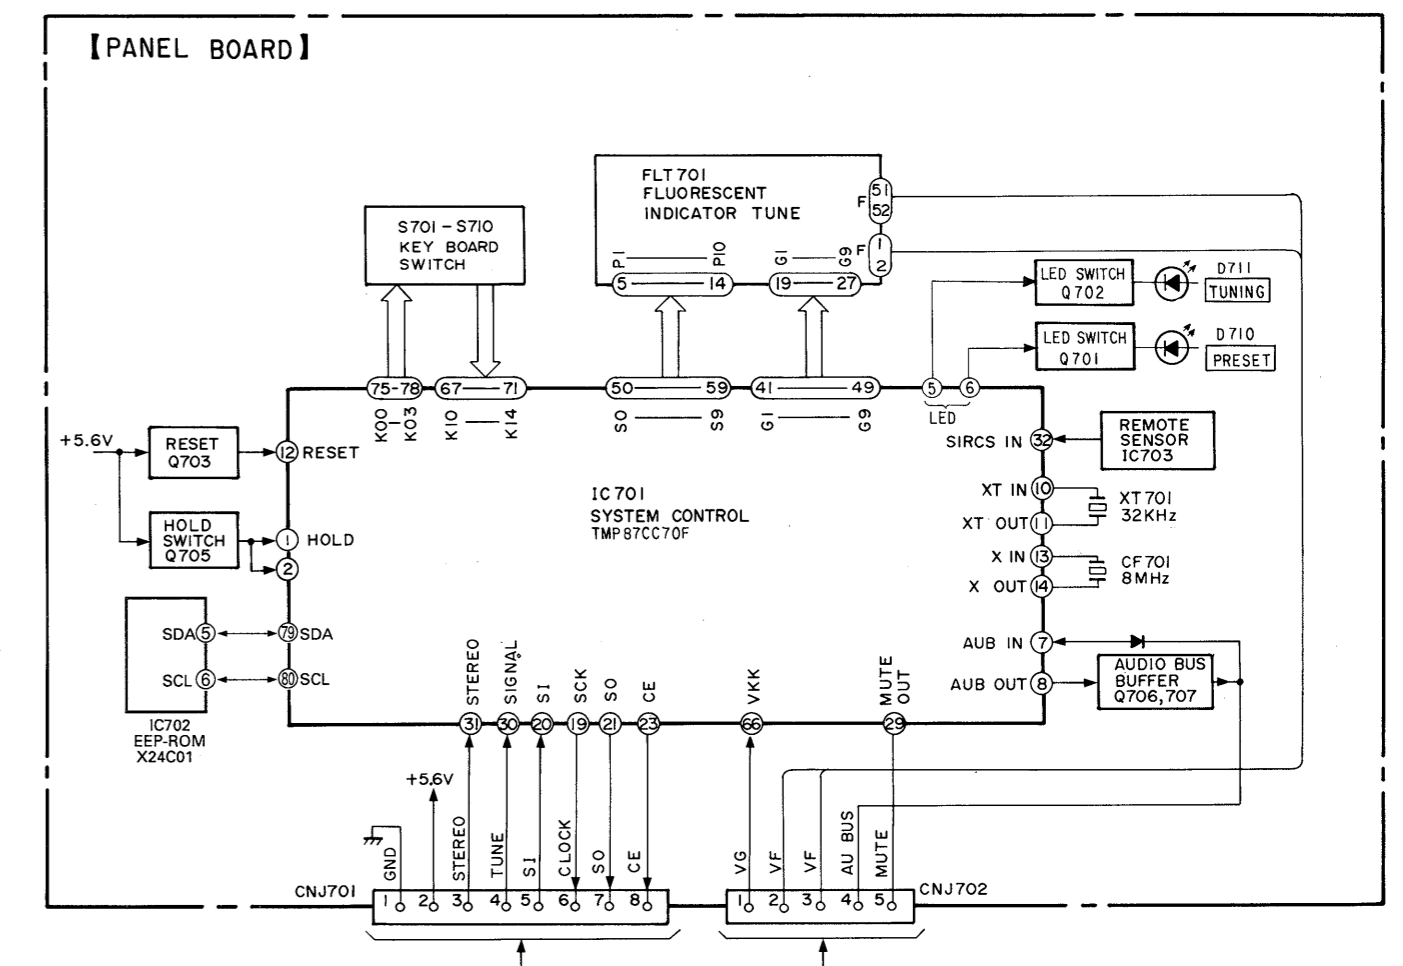 【PANEL BOARD】
FLT701
FLUORESCENT
INDICATOR TUNE
F 51
52
F 1
2
P1 P10 G1 G9
5 14 19 27
S701-S710
KEY BOARD
SWITCH
LED SWITCH
Q702
D711
TUNING
LED SWITCH
Q701
D710
PRESET
75-78 67 71 50 59 41 49 5 6
K00 K03 K10 K14 S0 S9 G1 G9 LED
+5.6V
RESET
Q703
12 RESET
HOLD
SWITCH
Q705
1 HOLD
2
SDA 5 79 SDA
SCL 6 80 SCL
IC702
EEP-ROM
X24C01
IC701
SYSTEM CONTROL
TMP87CC70F
SIRCS IN 32
REMOTE
SENSOR
IC703
XT IN 10
XT OUT 11
XT701
32KHz
X IN 13
X OUT 14
CF701
8MHz
AUB IN 7
AUB OUT 8
AUDIO BUS
BUFFER
Q706,707
STEREO SIGNAL SI SCK SO CE VKK MUTE OUT
31 30 20 19 21 23 66 29
+5.6V
GND STEREO TUNE SI CLOCK SO CE VG VF VF AU BUS MUTE
CNJ701 1 2 3 4 5 6 7 8
1 2 3 4 5 CNJ702